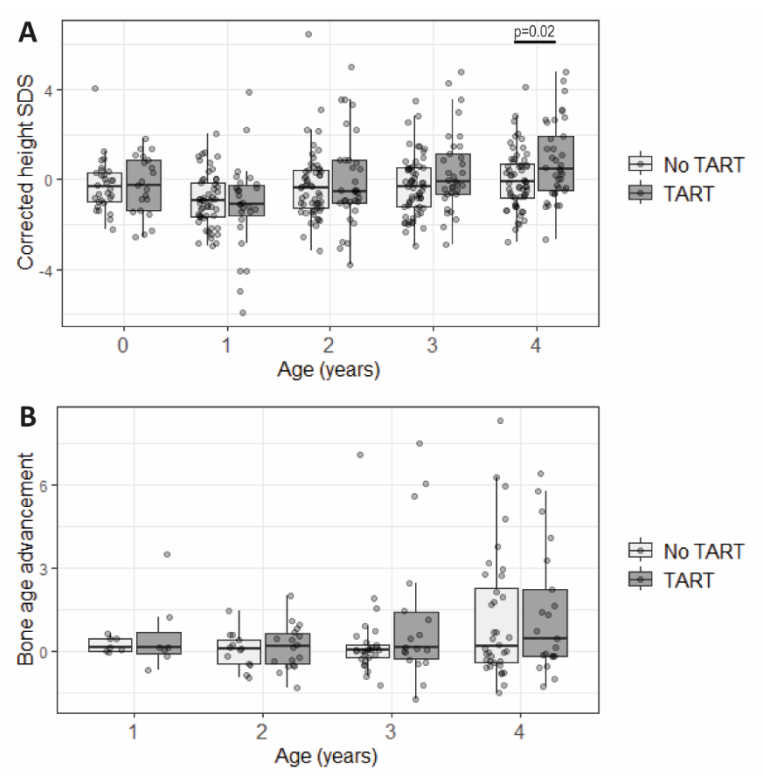 A
p=0.02
Corrected height SDS
4
0
-4
0 1 2 3 4
Age (years)
No TART
TART
B
Bone age advancement
6
3
0
1 2 3 4
Age (years)
No TART
TART